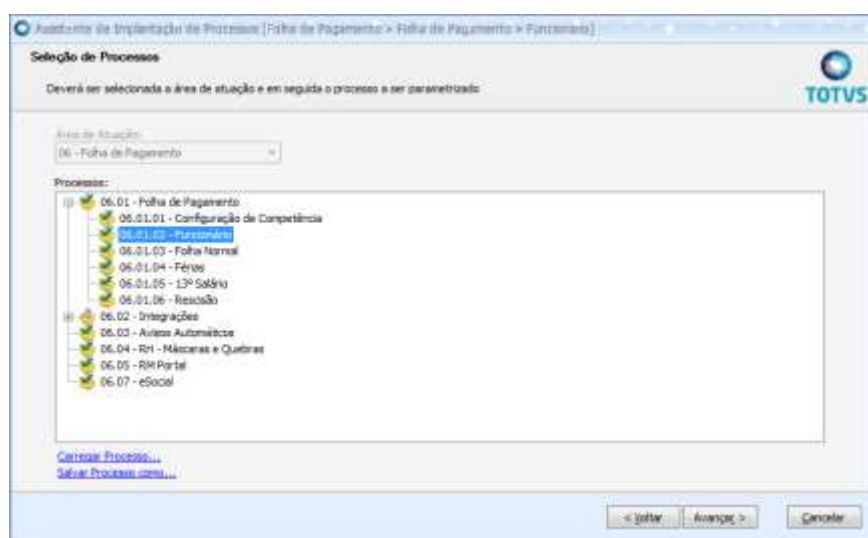 Assistente de Implantação de Processos [Folha de Pagamento > Folha de Pagamento > Funcionário]
Seleção de Processos
Deverá ser selecionada a área de atuação e em seguida o processo a ser parametrizado
TOTVS
Área de Atuação:
06 - Folha de Pagamento
Processos:
06.01 - Folha de Pagamento
06.01.01 - Configuração de Competência
06.01.02 - Funcionário
06.01.03 - Folha Normal
06.01.04 - Férias
06.01.05 - 13º Salário
06.01.06 - Rescisão
06.02 - Integrações
06.03 - Avisos Automáticos
06.04 - RH - Máscaras e Quebras
06.05 - RM Portal
06.07 - eSocial
Carregar Processo...
Salvar Processo como...
< Voltar Avançar > Cancelar